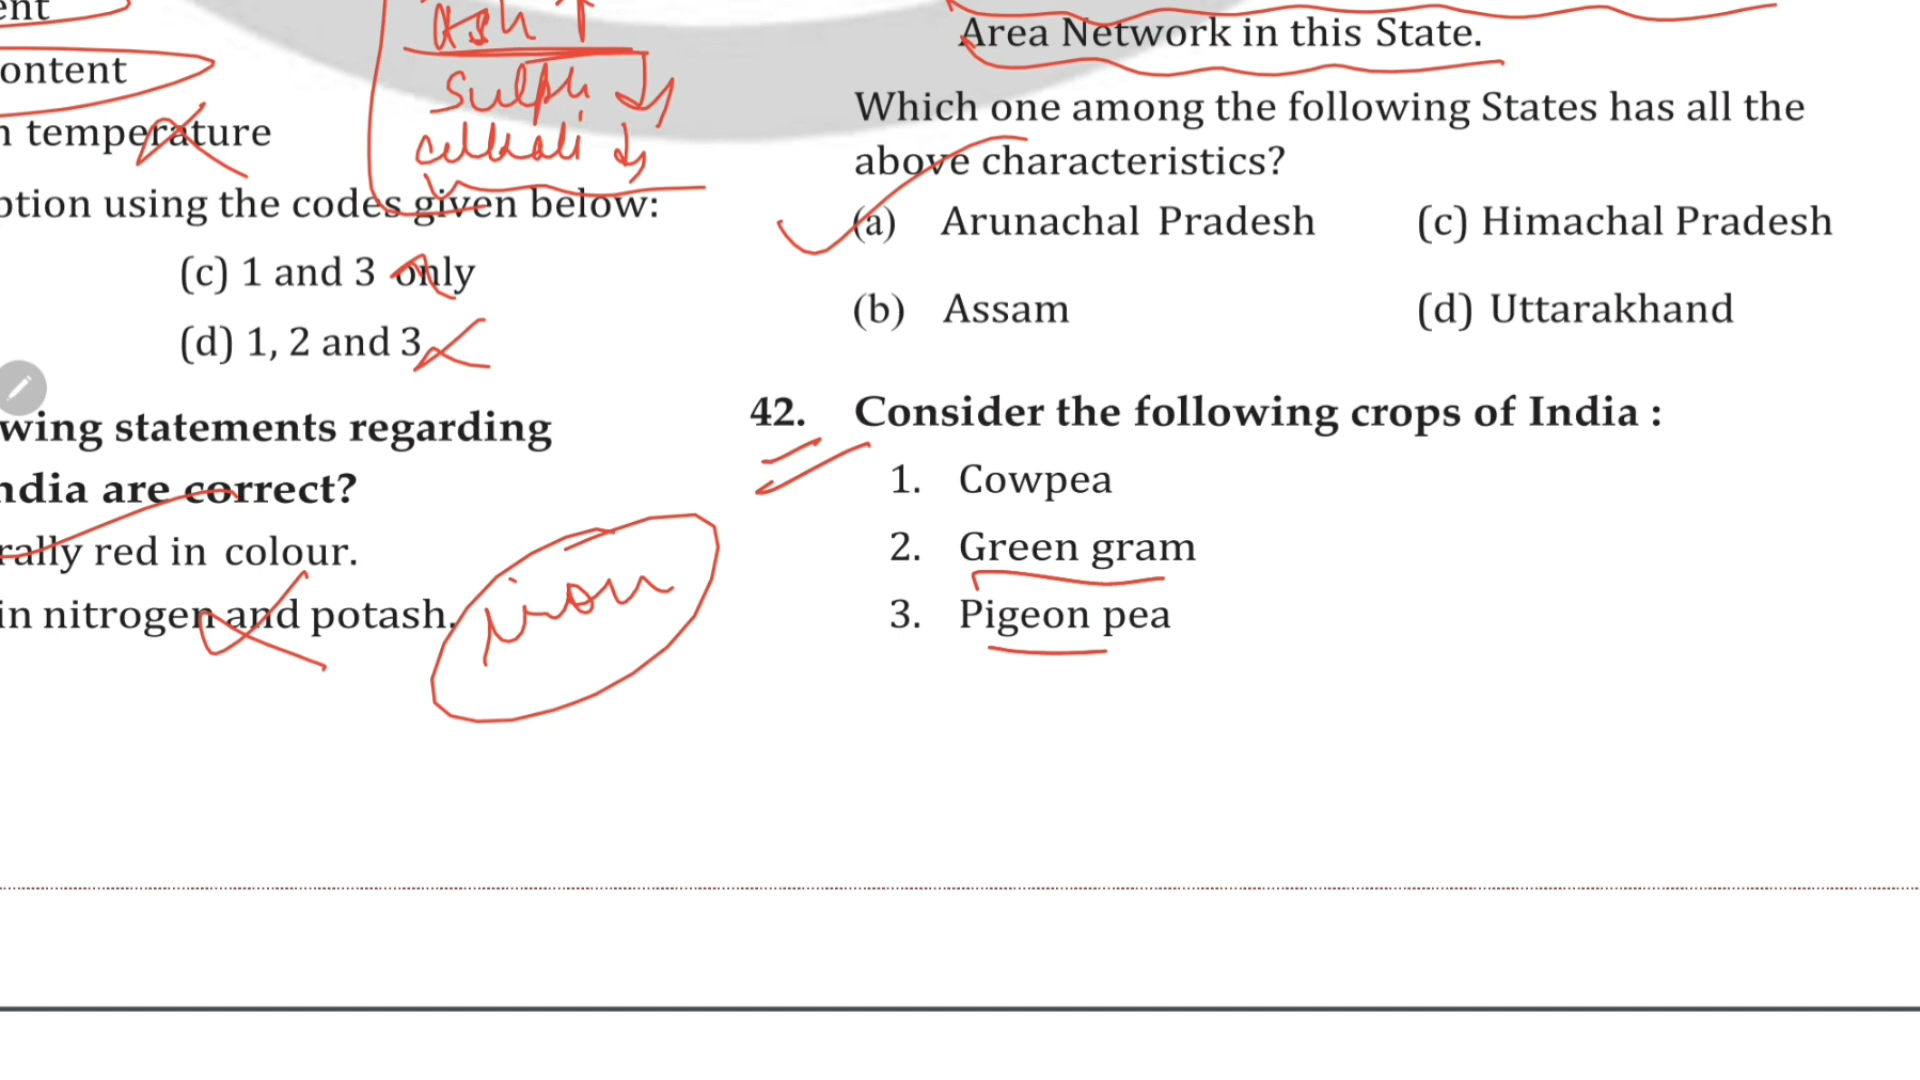 ent
ontent
n temperature
ption using the codes given below:
(c) 1 and 3 only
(d) 1, 2 and 3
wing statements regarding
ndia are correct?
rally red in colour.
in nitrogen and potash.
Ash ↑
Sulph ↓
iron
Area Network in this State.
Which one among the following States has all the
above characteristics?
(a) Arunachal Pradesh (c) Himachal Pradesh
(b) Assam (d) Uttarakhand
42. Consider the following crops of India :
1. Cowpea
2. Green gram
3. Pigeon pea